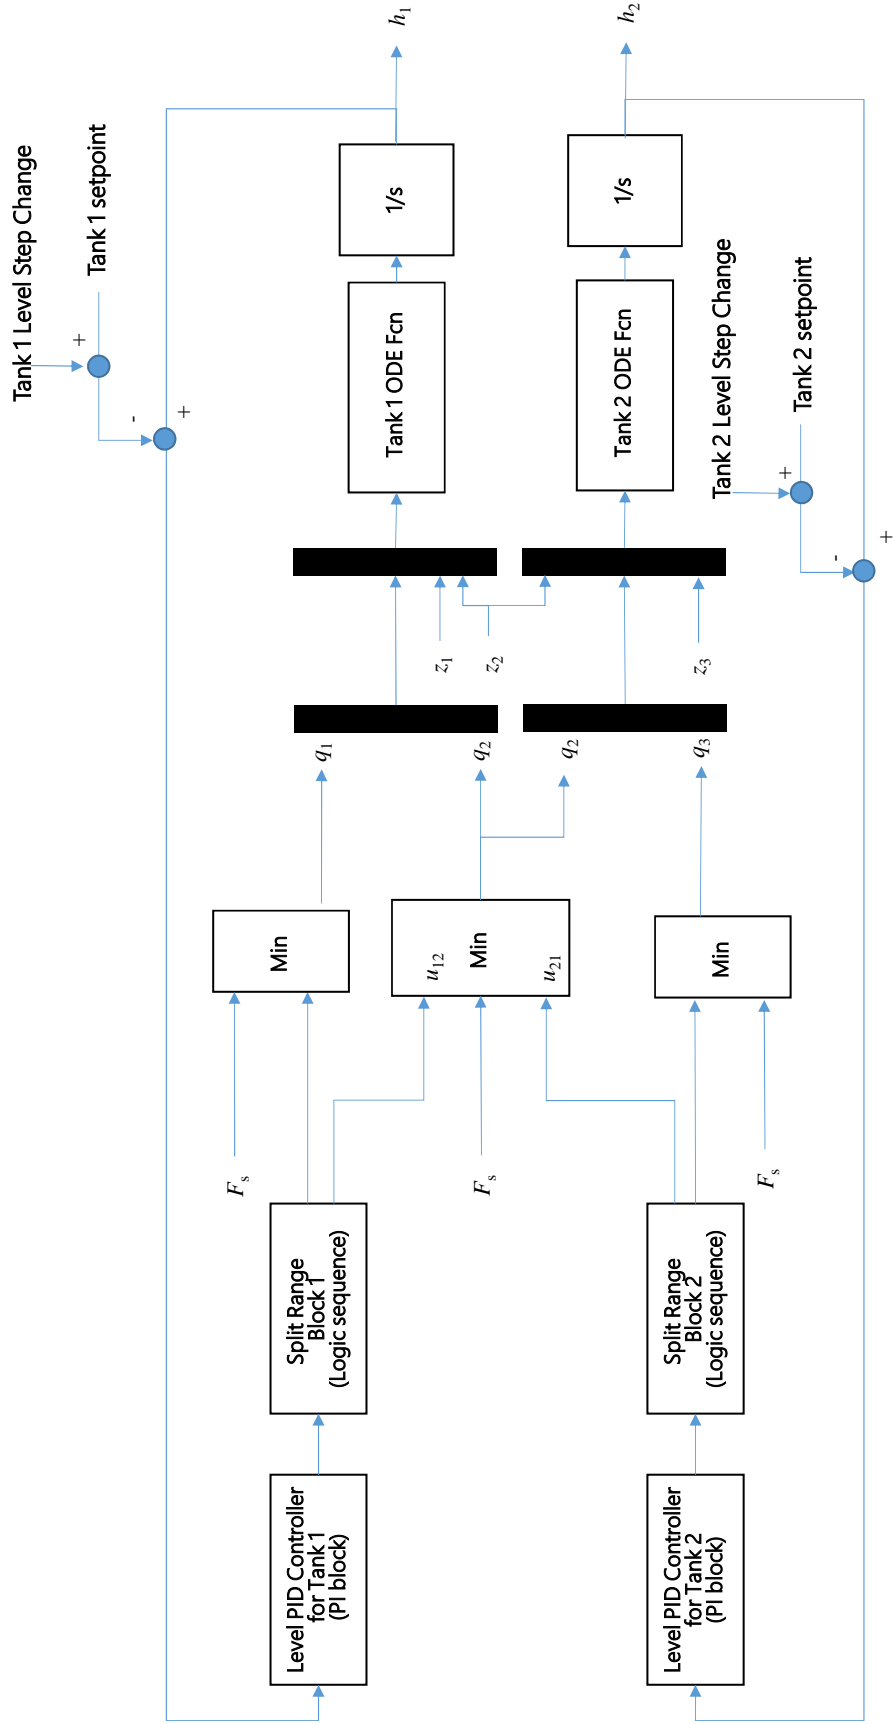 Tank 1 Level Step Change
+
Tank 1 setpoint
-
+
Level PID Controller
for Tank 1
(PI block)
Split Range
Block 1
(Logic sequence)
Fs
Min
q1
Tank 1 ODE Fcn
1/s
h1
u12
Min
u21
Fs
q2
q2
z1
z2
Level PID Controller
for Tank 2
(PI block)
Split Range
Block 2
(Logic sequence)
Fs
Min
q3
z3
Tank 2 ODE Fcn
1/s
h2
Tank 2 Level Step Change
+
Tank 2 setpoint
-
+